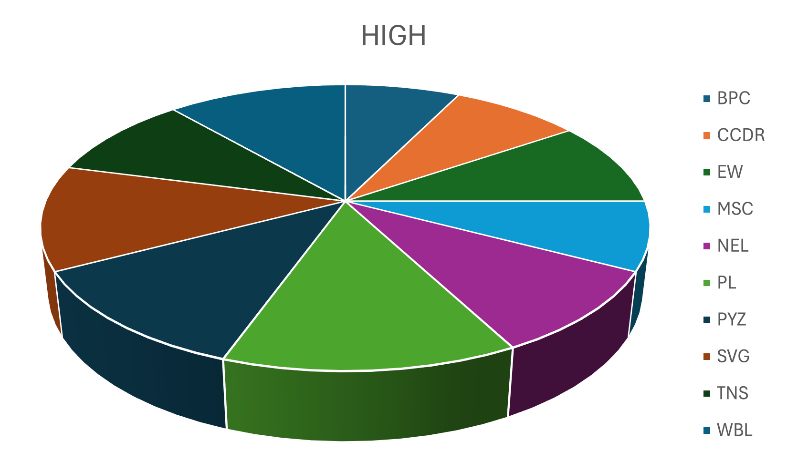 HIGH
BPC
CCDR
EW
MSC
NEL
PL
PYZ
SVG
TNS
WBL